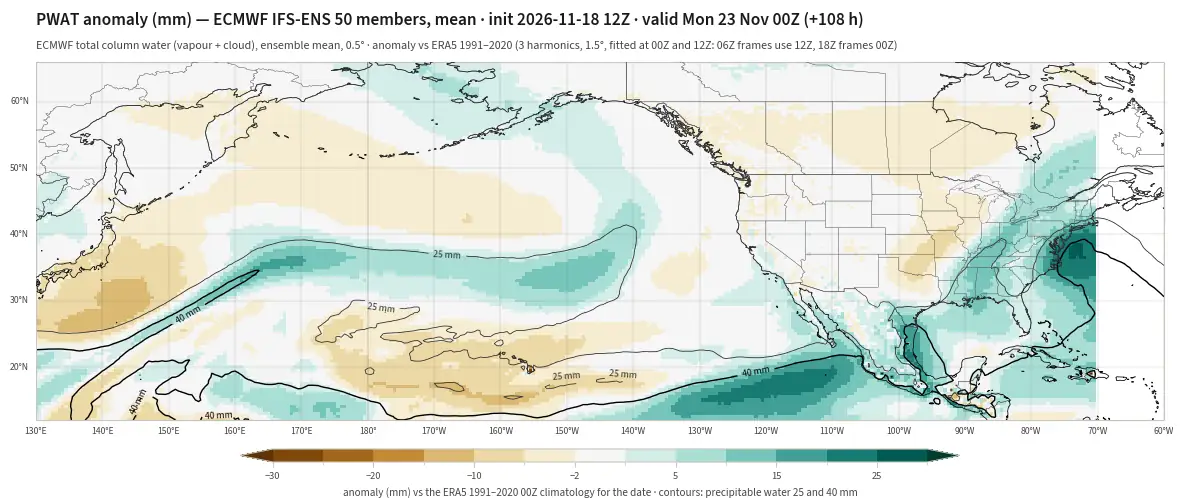 PWAT anomaly (mm) — ECMWF IFS-ENS 50 members, mean · init 2026-11-18 12Z · valid Mon 23 Nov 00Z (+108 h)
ECMWF total column water (vapour + cloud), ensemble mean, 0.5° · anomaly vs ERA5 1991–2020 (3 harmonics, 1.5°, fitted at 00Z and 12Z: 06Z frames use 12Z, 18Z frames 00Z)
60°N
50°N
40°N
30°N
20°N
25 mm
40 mm
25 mm
25 mm
25 mm
40 mm
40 mm
40 mm
130°E 140°E 150°E 160°E 170°E 180° 170°W 160°W 150°W 140°W 130°W 120°W 110°W 100°W 90°W 80°W 70°W 60°W
−30 −20 −10 −2 5 15 25
anomaly (mm) vs the ERA5 1991–2020 00Z climatology for the date · contours: precipitable water 25 and 40 mm